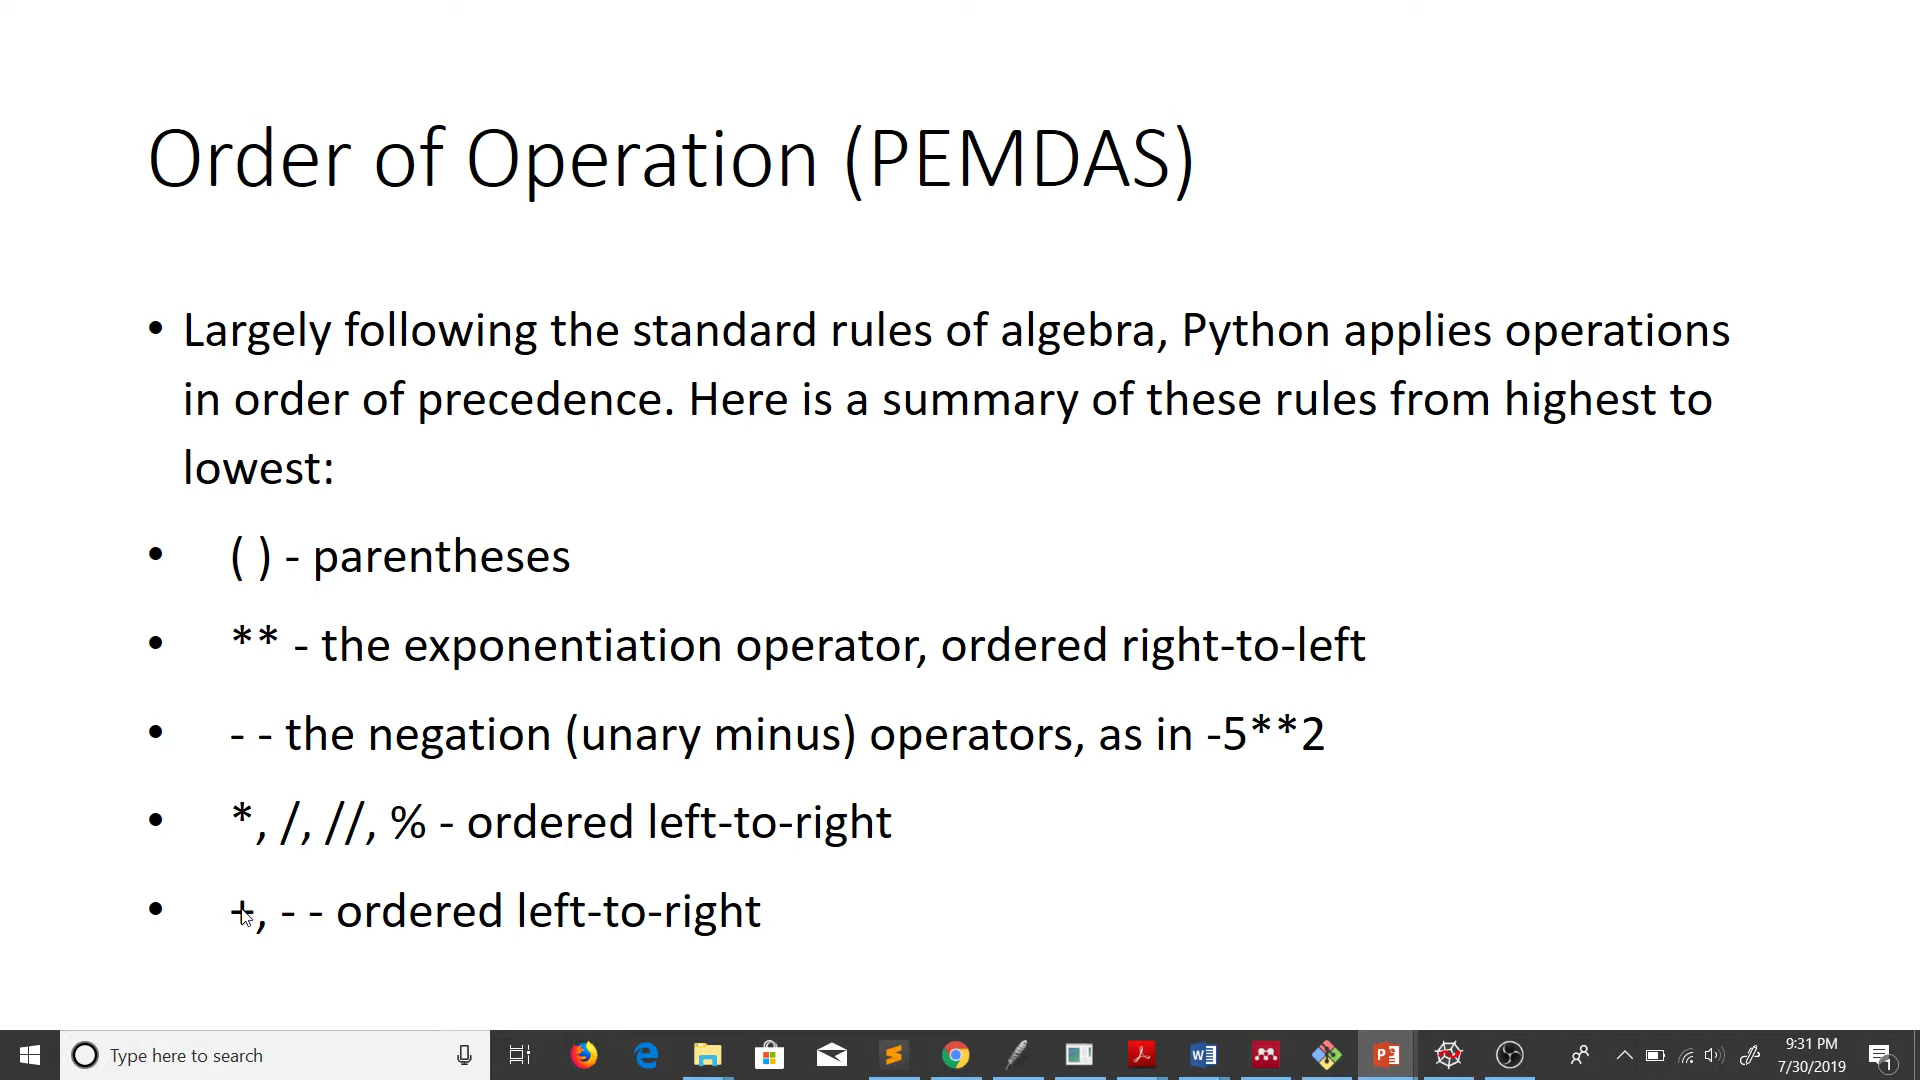 Order of Operation (PEMDAS)
• Largely following the standard rules of algebra, Python applies operations
in order of precedence. Here is a summary of these rules from highest to
lowest:
• ( ) - parentheses
• ** - the exponentiation operator, ordered right-to-left
• - - the negation (unary minus) operators, as in -5**2
• *, /, //, % - ordered left-to-right
• +, - - ordered left-to-right
Type here to search
9:31 PM
7/30/2019
1